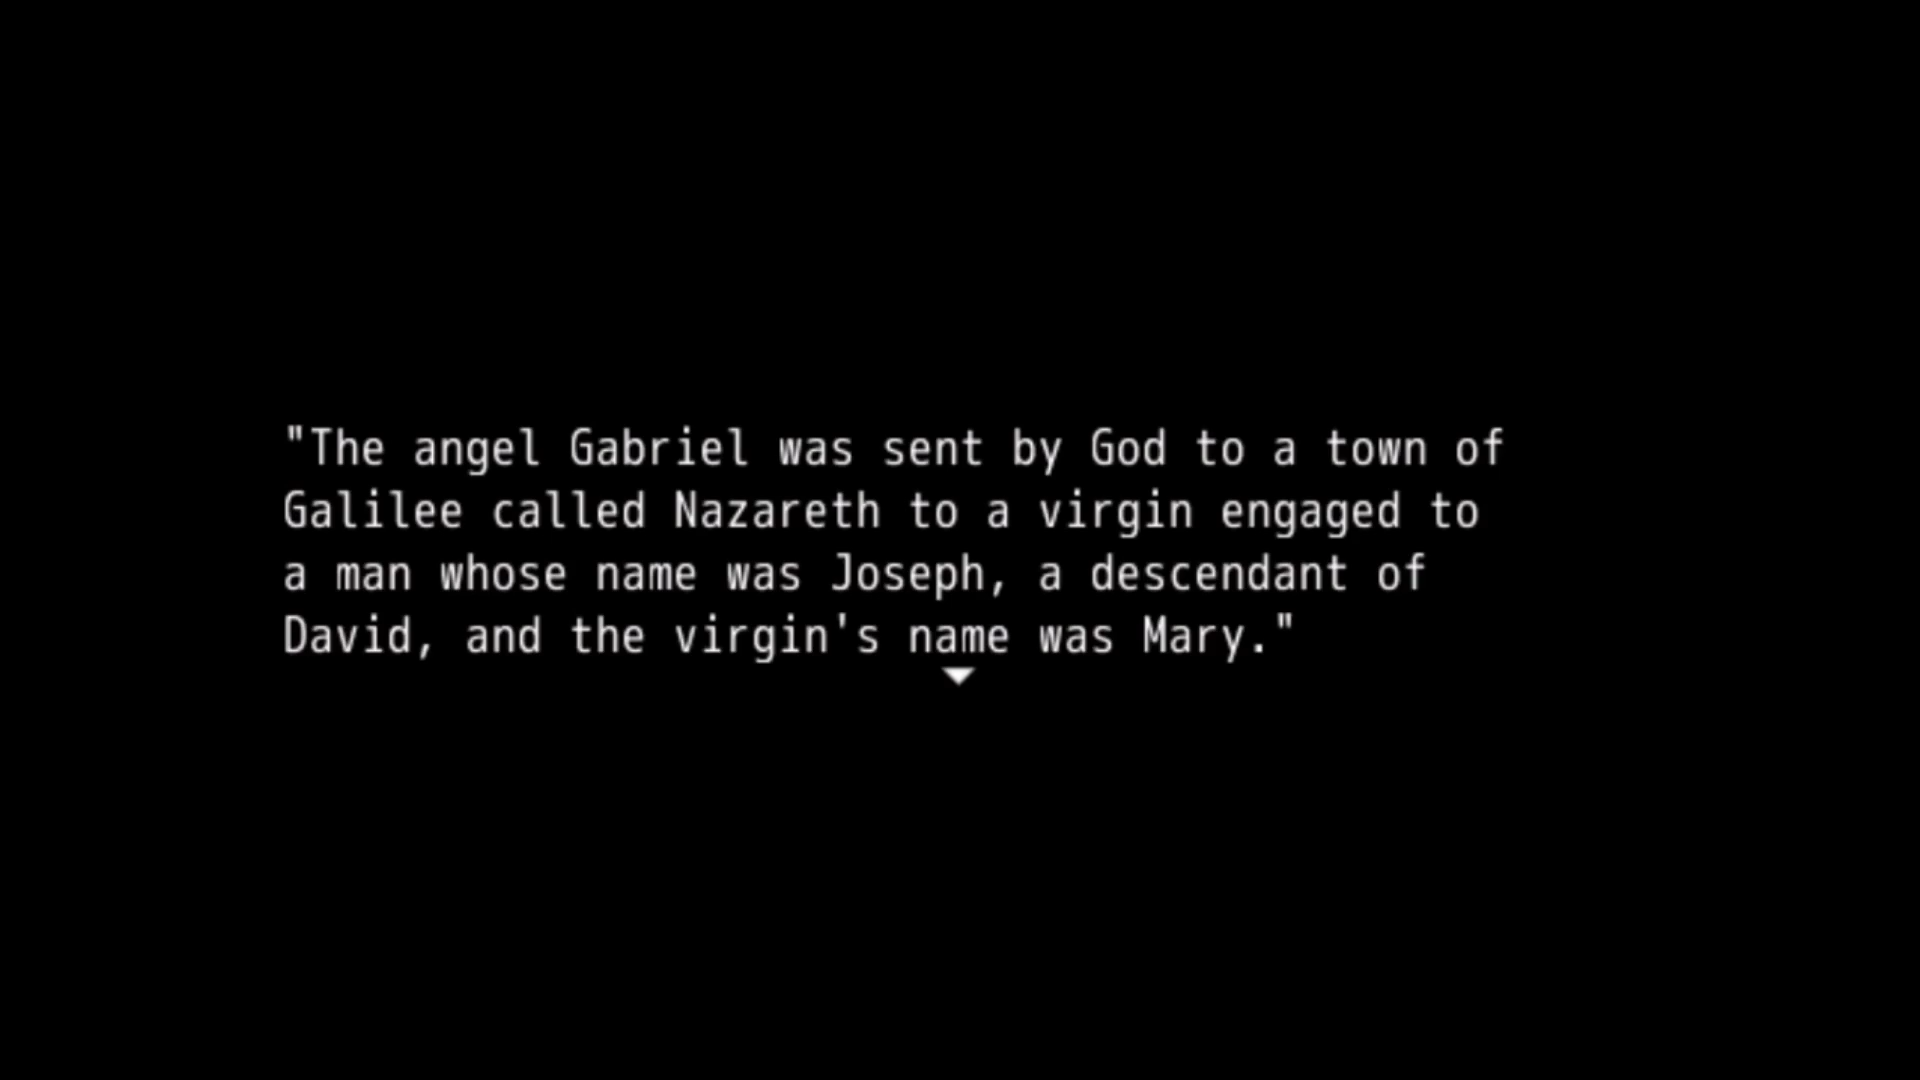 "The angel Gabriel was sent by God to a town of
Galilee called Nazareth to a virgin engaged to
a man whose name was Joseph, a descendant of
David, and the virgin's name was Mary."